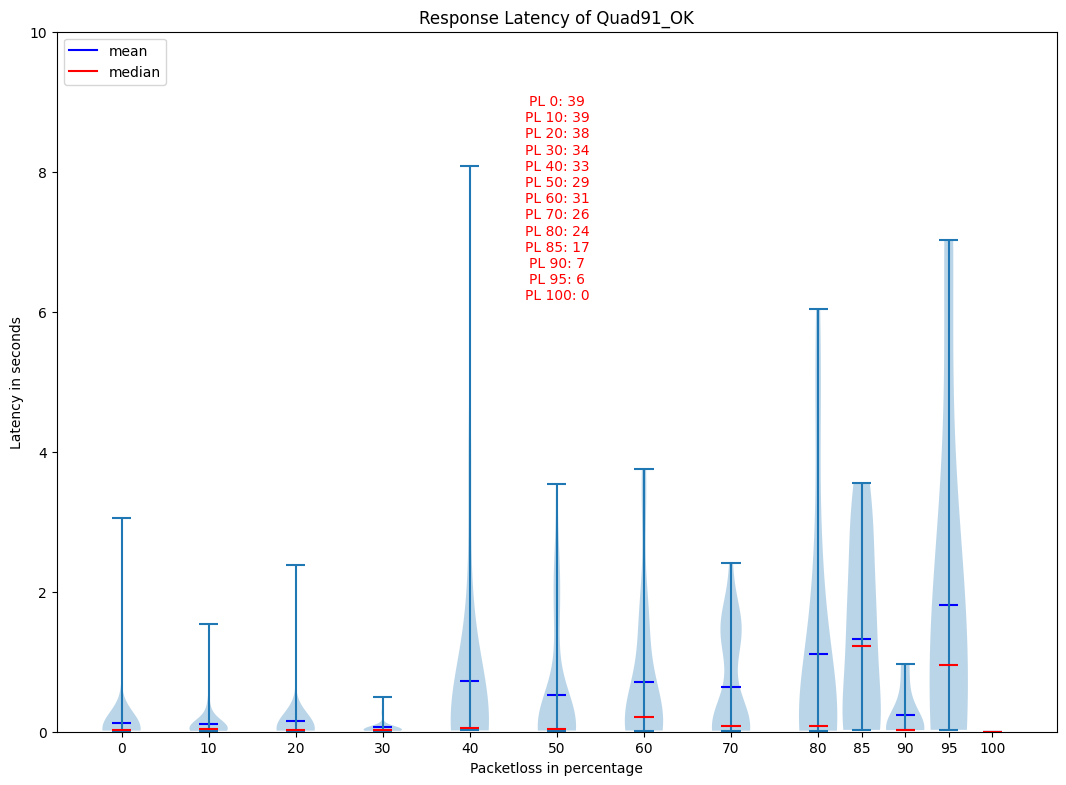 Response Latency of Quad91_OK
mean
median
PL 0: 39
PL 10: 39
PL 20: 38
PL 30: 34
PL 40: 33
PL 50: 29
PL 60: 31
PL 70: 26
PL 80: 24
PL 85: 17
PL 90: 7
PL 95: 6
PL 100: 0
Latency in seconds
10
8
6
4
2
0
0 10 20 30 40 50 60 70 80 85 90 95 100
Packetloss in percentage